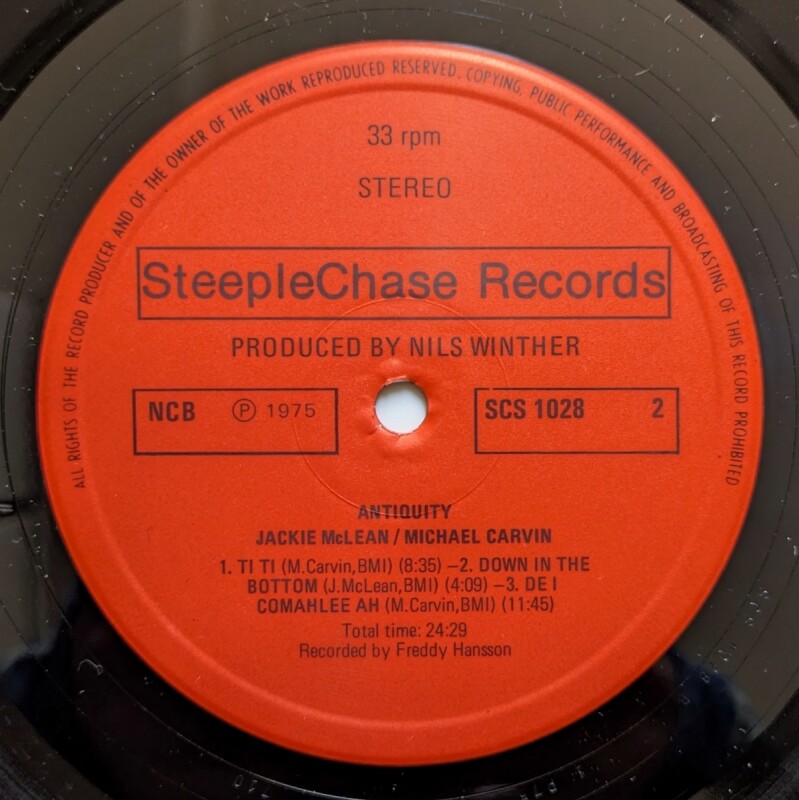 ALL RIGHTS OF THE RECORD PRODUCER AND OF THE OWNER OF THE WORK REPRODUCED RESERVED. COPYING, PUBLIC PERFORMANCE AND BROADCASTING OF THIS RECORD PROHIBITED
33 rpm
STEREO
SteepleChase Records
PRODUCED BY NILS WINTHER
NCB ℗ 1975
SCS 1028 2
ANTIQUITY
JACKIE McLEAN / MICHAEL CARVIN
1. TI TI (M.Carvin,BMI) (8:35) –2. DOWN IN THE
BOTTOM (J.McLean,BMI) (4:09) –3. DE I
COMAHLEE AH (M.Carvin,BMI) (11:45)
Total time: 24:29
Recorded by Freddy Hansson